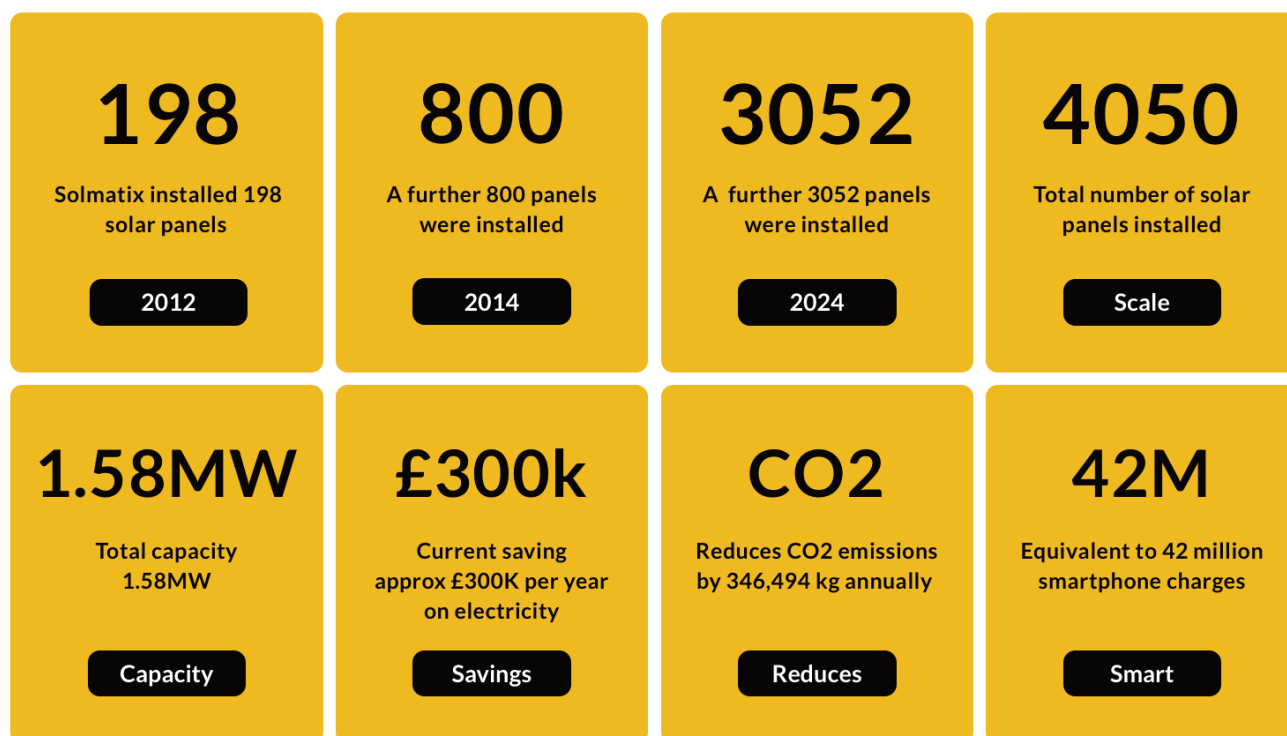 198
Solmatix installed 198
solar panels
2012
800
A further 800 panels
were installed
2014
3052
A  further 3052 panels
were installed
2024
4050
Total number of solar
panels installed
Scale
1.58MW
Total capacity
1.58MW
Capacity
£300k
Current saving
approx £300K per year
on electricity
Savings
CO2
Reduces CO2 emissions
by 346,494 kg annually
Reduces
42M
Equivalent to 42 million
smartphone charges
Smart